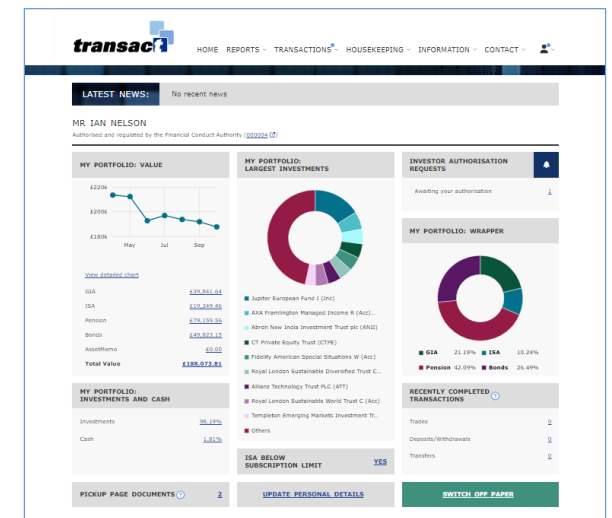 transact
HOME REPORTS TRANSACTIONS HOUSEKEEPING INFORMATION CONTACT
LATEST NEWS: No recent news
MR IAN NELSON
Authorised and regulated by the Financial Conduct Authority (000004)
MY PORTFOLIO: VALUE
£220k
£200k
£180k
May Jul Sep
View detailed chart
GIA £39,841.64
ISA £19,249.46
Pension £79,159.56
Bonds £49,823.15
AssetMemo £0.00
Total Value £188,073.81
MY PORTFOLIO:
LARGEST INVESTMENTS
Jupiter European Fund I (Inc)
AXA Framlington Managed Income R (Acc)...
Abrdn New India Investment Trust plc (ANII)
CT Private Equity Trust (CTPE)
Fidelity American Special Situations W (Acc)
Royal London Sustainable Diversified Trust C...
Allianz Technology Trust PLC (ATT)
Royal London Sustainable World Trust C (Acc)
Templeton Emerging Markets Investment Tr...
Others
INVESTOR AUTHORISATION
REQUESTS
Awaiting your authorisation 1
MY PORTFOLIO: WRAPPER
GIA 21.18% ISA 10.24%
Pension 42.09% Bonds 26.49%
MY PORTFOLIO:
INVESTMENTS AND CASH
Investments 98.19%
Cash 1.81%
ISA BELOW
SUBSCRIPTION LIMIT YES
RECENTLY COMPLETED
TRANSACTIONS ?
Trades 0
Deposits/Withdrawals 0
Transfers 0
PICKUP PAGE DOCUMENTS ? 2
UPDATE PERSONAL DETAILS
SWITCH OFF PAPER